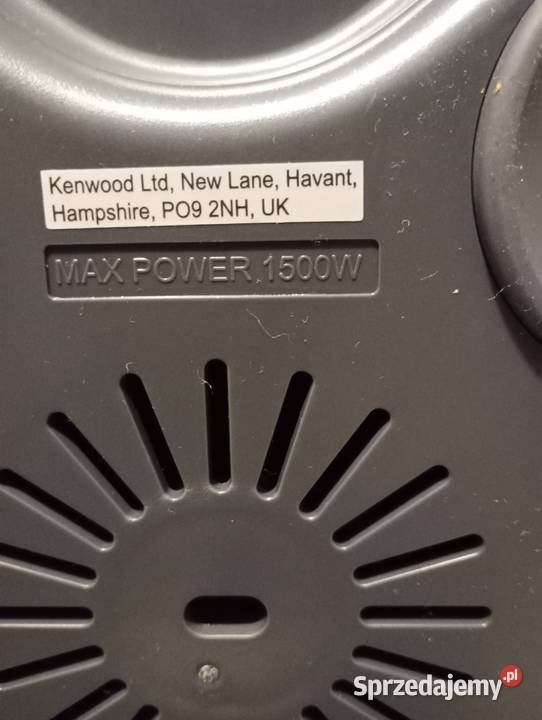 Kenwood Ltd, New Lane, Havant,
Hampshire, PO9 2NH, UK
MAX POWER 1500W
Sprzedajemy.pl